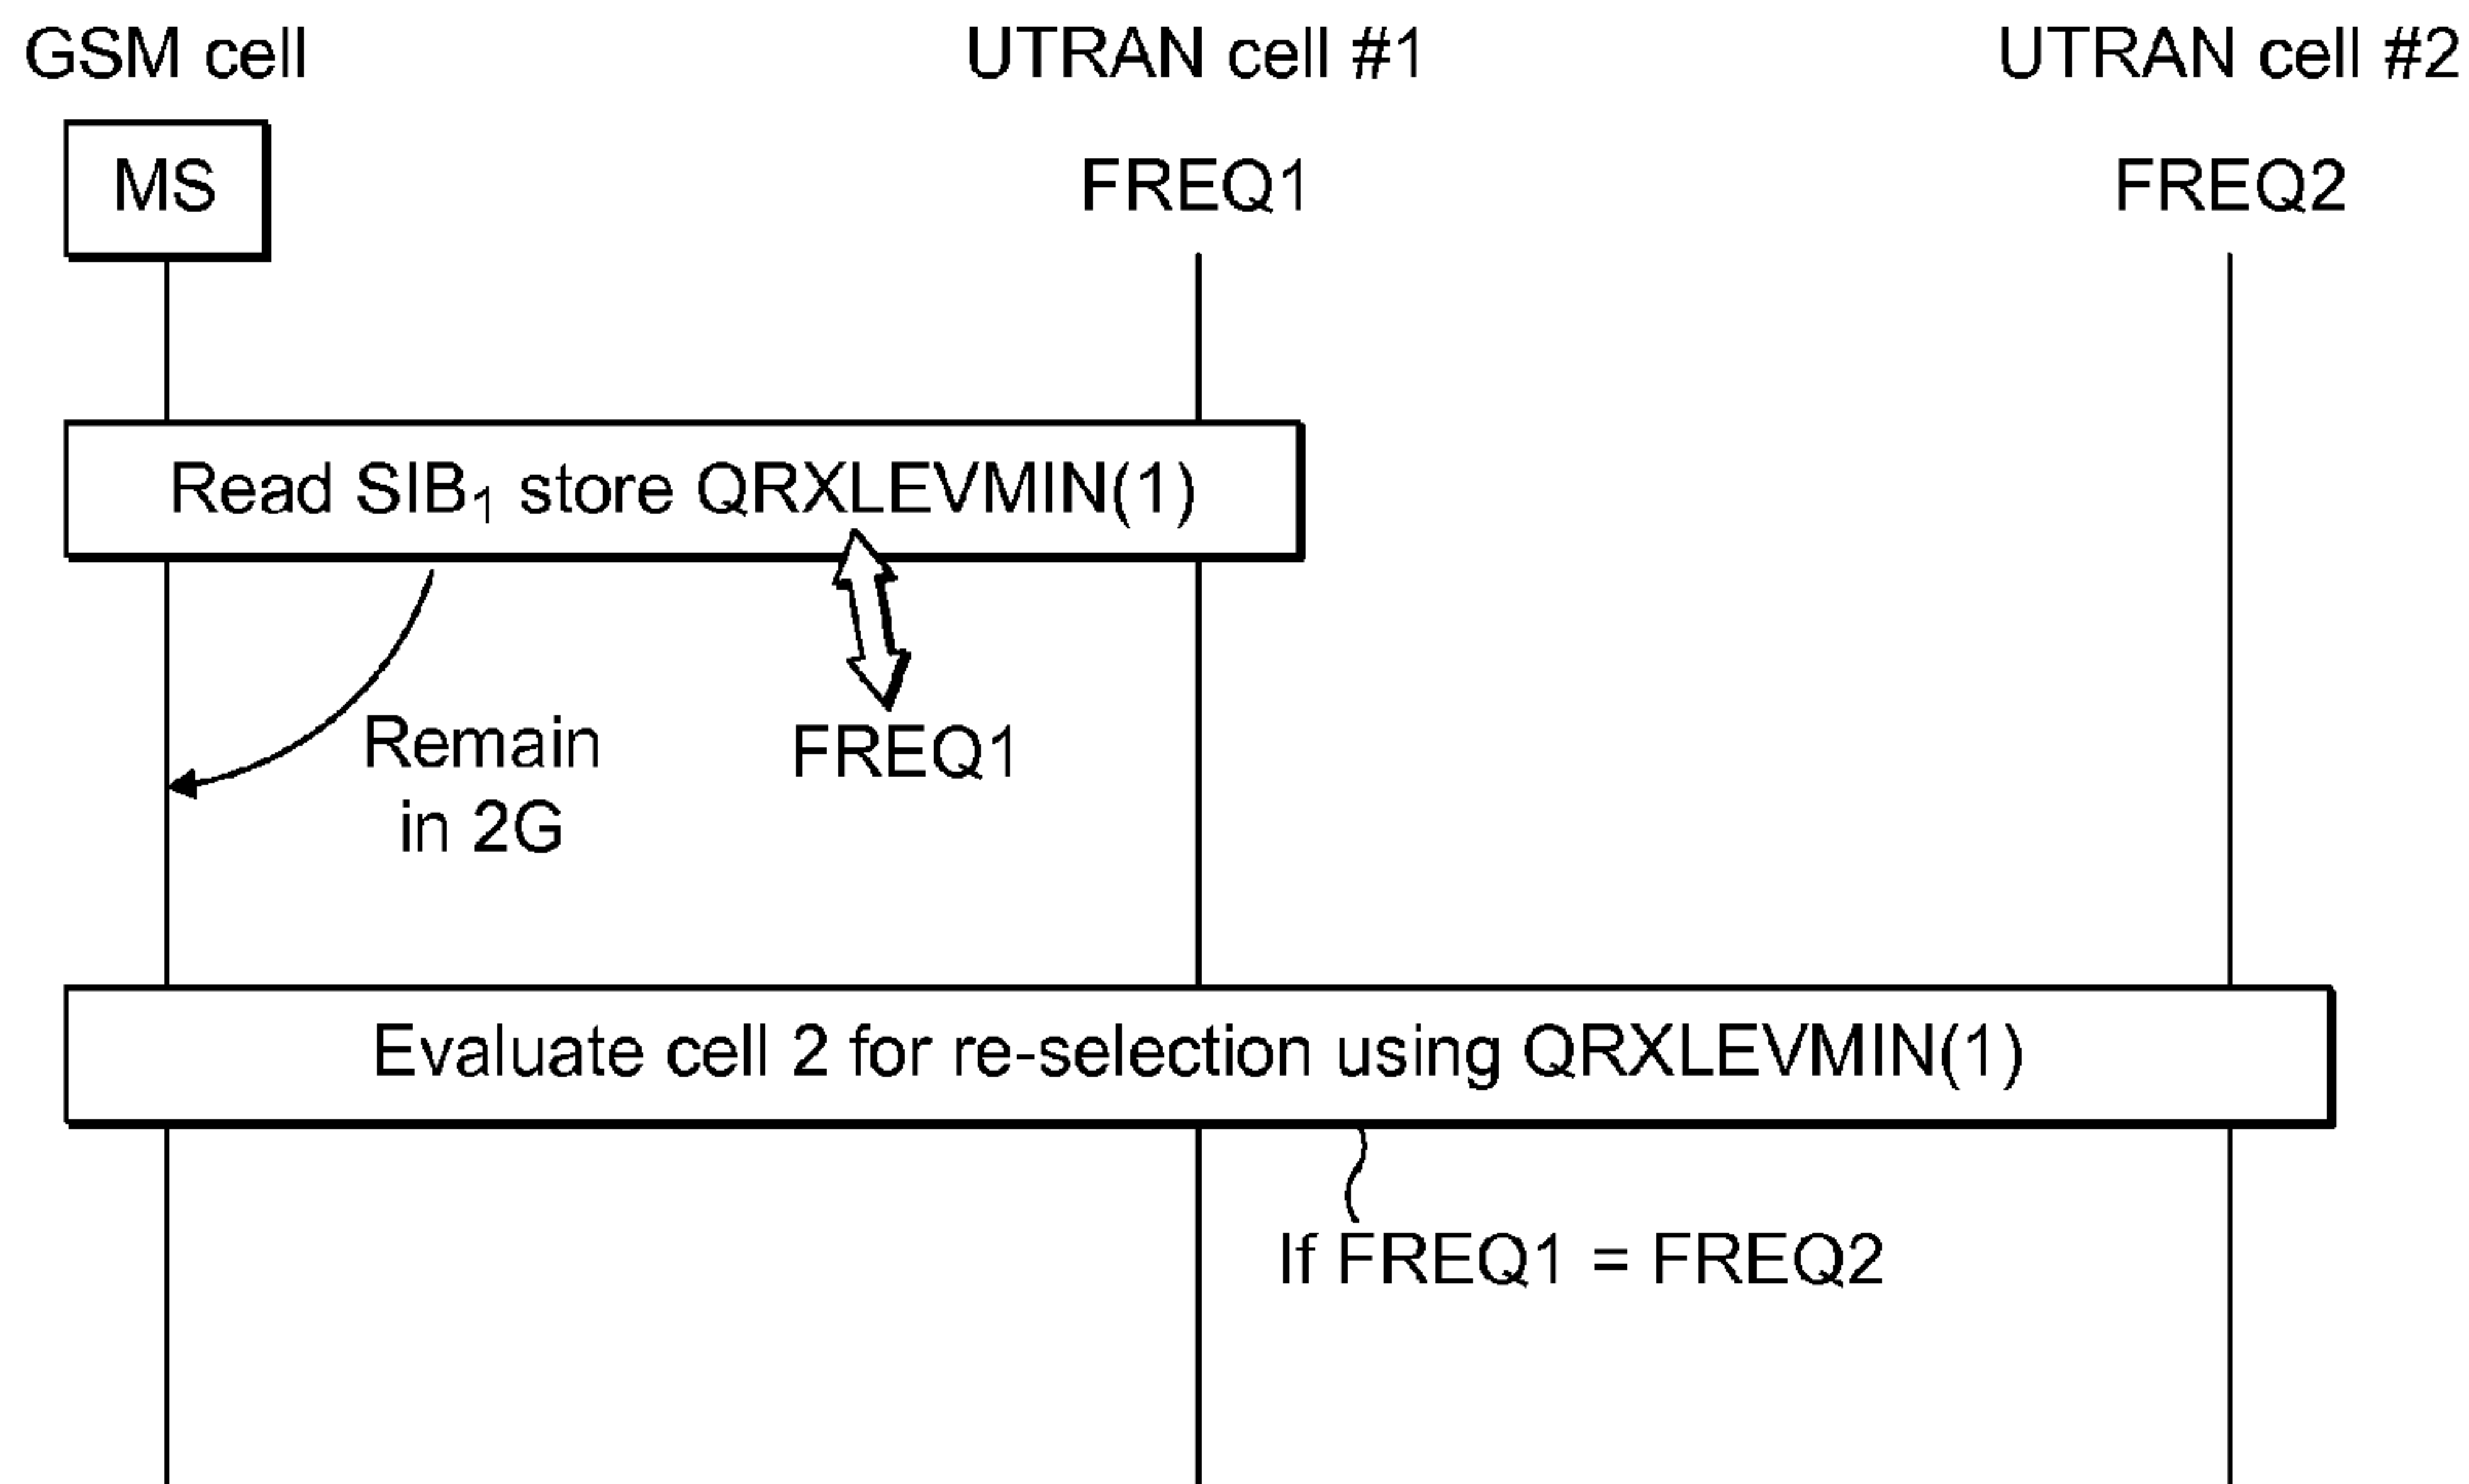 GSM cell
UTRAN cell #1
UTRAN cell #2
MS
FREQ1
FREQ2
Read SIB₁ store QRXLEVMIN(1)
Remain
in 2G
FREQ1
Evaluate cell 2 for re-selection using QRXLEVMIN(1)
If FREQ1 = FREQ2